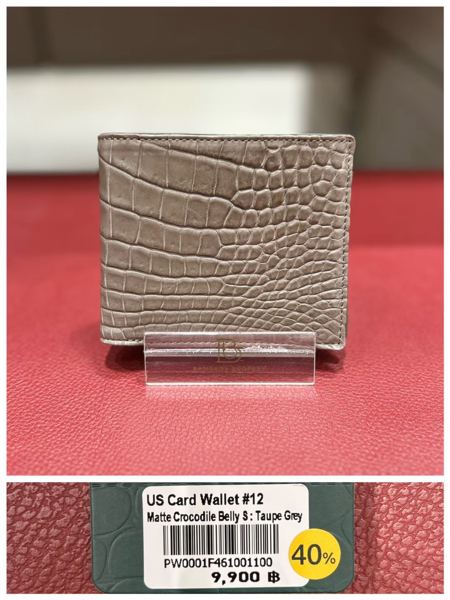 B
US Card Wallet #12
Matte Crocodile Belly S : Taupe Grey
PW0001F461001100
9,900 ฿
40%